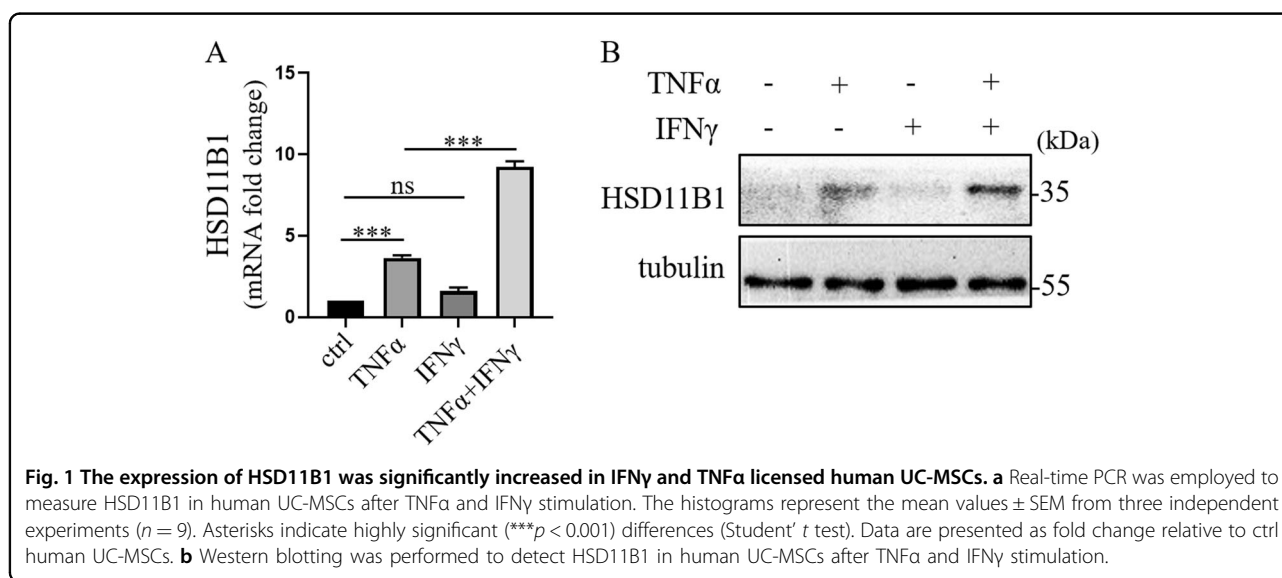 A
HSD11B1
(mRNA fold change)
15
10
5
0
***
ns
***
ctrl
TNFα
IFNγ
TNFα+IFNγ
B
TNFα - + - +
IFNγ - - + + (kDa)
HSD11B1 -35
tubulin -55
Fig. 1 The expression of HSD11B1 was significantly increased in IFNγ and TNFα licensed human UC-MSCs. a Real-time PCR was employed to
measure HSD11B1 in human UC-MSCs after TNFα and IFNγ stimulation. The histograms represent the mean values ± SEM from three independent
experiments (n = 9). Asterisks indicate highly significant (***p < 0.001) differences (Student' t test). Data are presented as fold change relative to ctrl
human UC-MSCs. b Western blotting was performed to detect HSD11B1 in human UC-MSCs after TNFα and IFNγ stimulation.